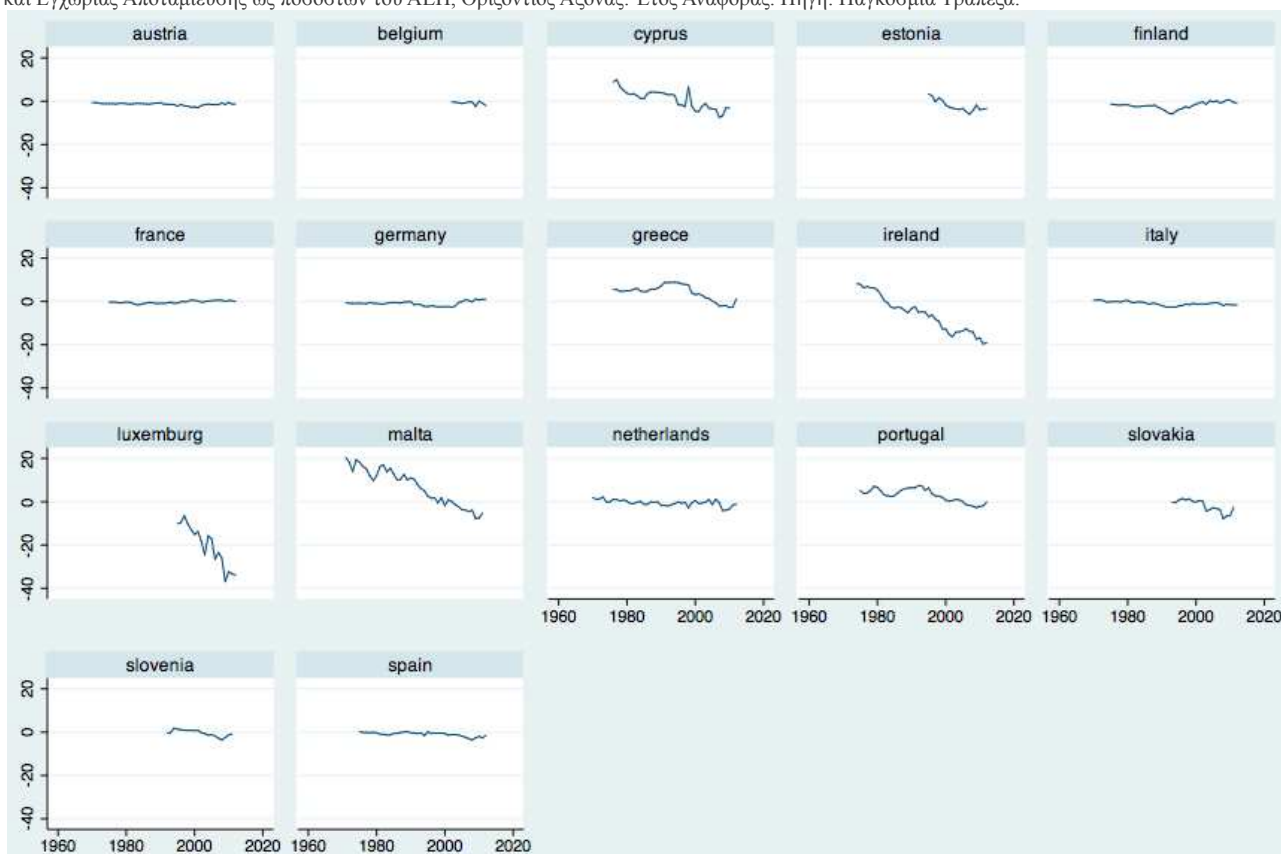 και Εγχώριας Αποταμίευσης ως ποσοστών του ΑΕΠ, Οριζόντιος Άξονας: Έτος Αναφοράς. Πηγή: Παγκόσμια Τράπεζα.
austria belgium cyprus estonia finland
20
0
-20
-40
france germany greece ireland italy
20
0
-20
-40
luxemburg malta netherlands portugal slovakia
20
0
-20
-40
1960 1980 2000 2020 1960 1980 2000 2020 1960 1980 2000 2020
slovenia spain
20
0
-20
-40
1960 1980 2000 2020 1960 1980 2000 2020